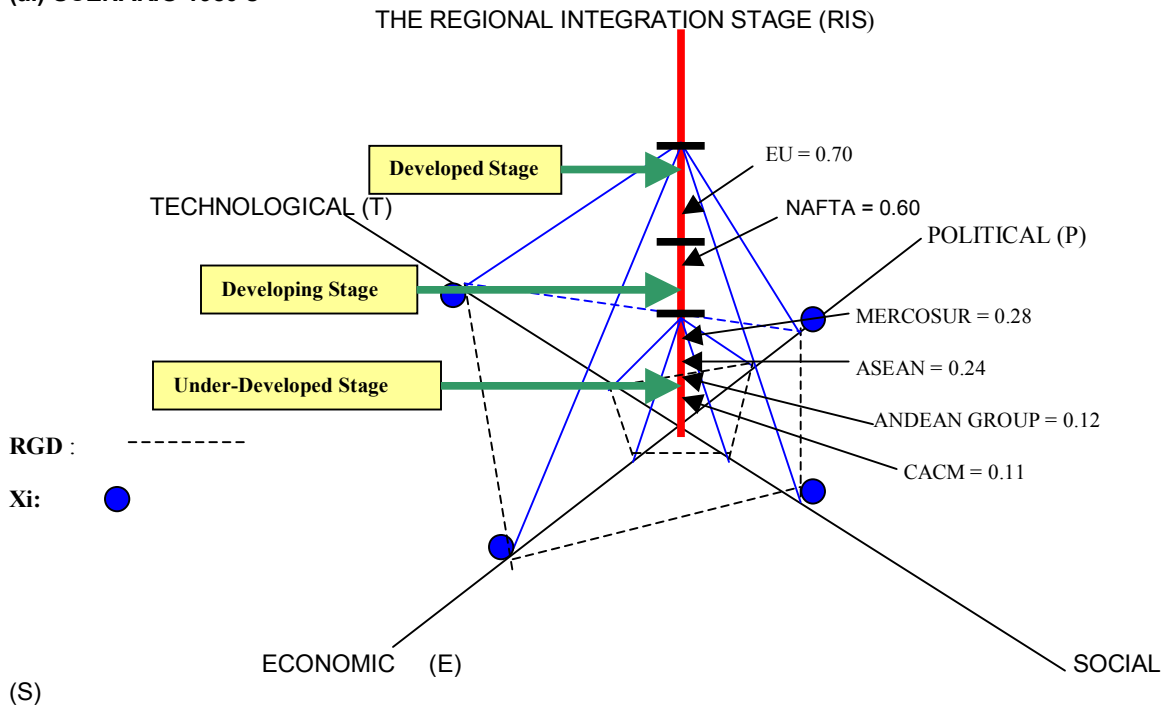 THE REGIONAL INTEGRATION STAGE (RIS)
EU = 0.70
Developed Stage
TECHNOLOGICAL (T)
NAFTA = 0.60
POLITICAL (P)
Developing Stage
MERCOSUR = 0.28
ASEAN = 0.24
Under-Developed Stage
ANDEAN GROUP = 0.12
RGD :
CACM = 0.11
Xi:
ECONOMIC (E)
SOCIAL
(S)